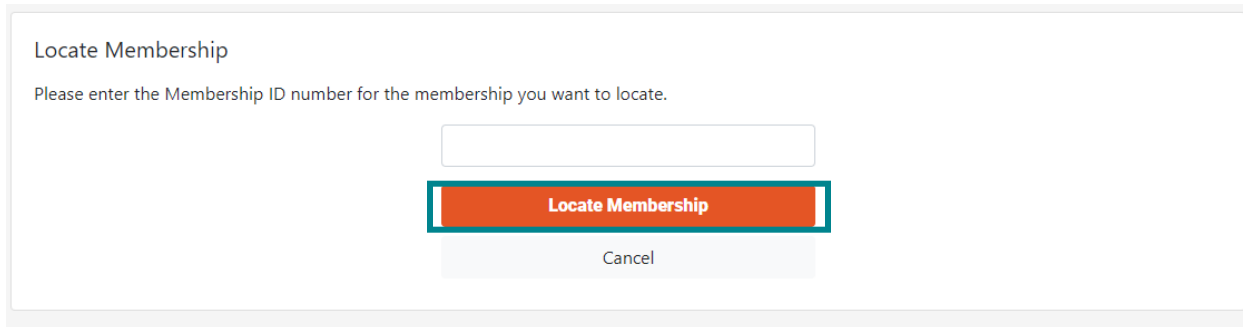 Locate Membership
Please enter the Membership ID number for the membership you want to locate.
Locate Membership
Cancel